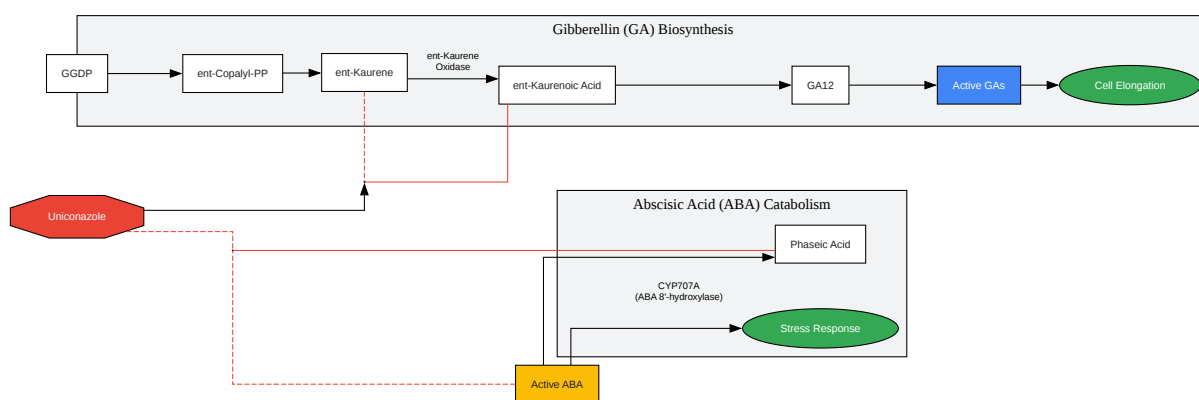 Gibberellin (GA) Biosynthesis
GGDP
ent-Copalyl-PP
ent-Kaurene
ent-Kaurene
Oxidase
ent-Kaurenoic Acid
GA12
Active GAs
Cell Elongation
Uniconazole
Abscisic Acid (ABA) Catabolism
Phaseic Acid
CYP707A
(ABA 8'-hydroxylase)
Stress Response
Active ABA